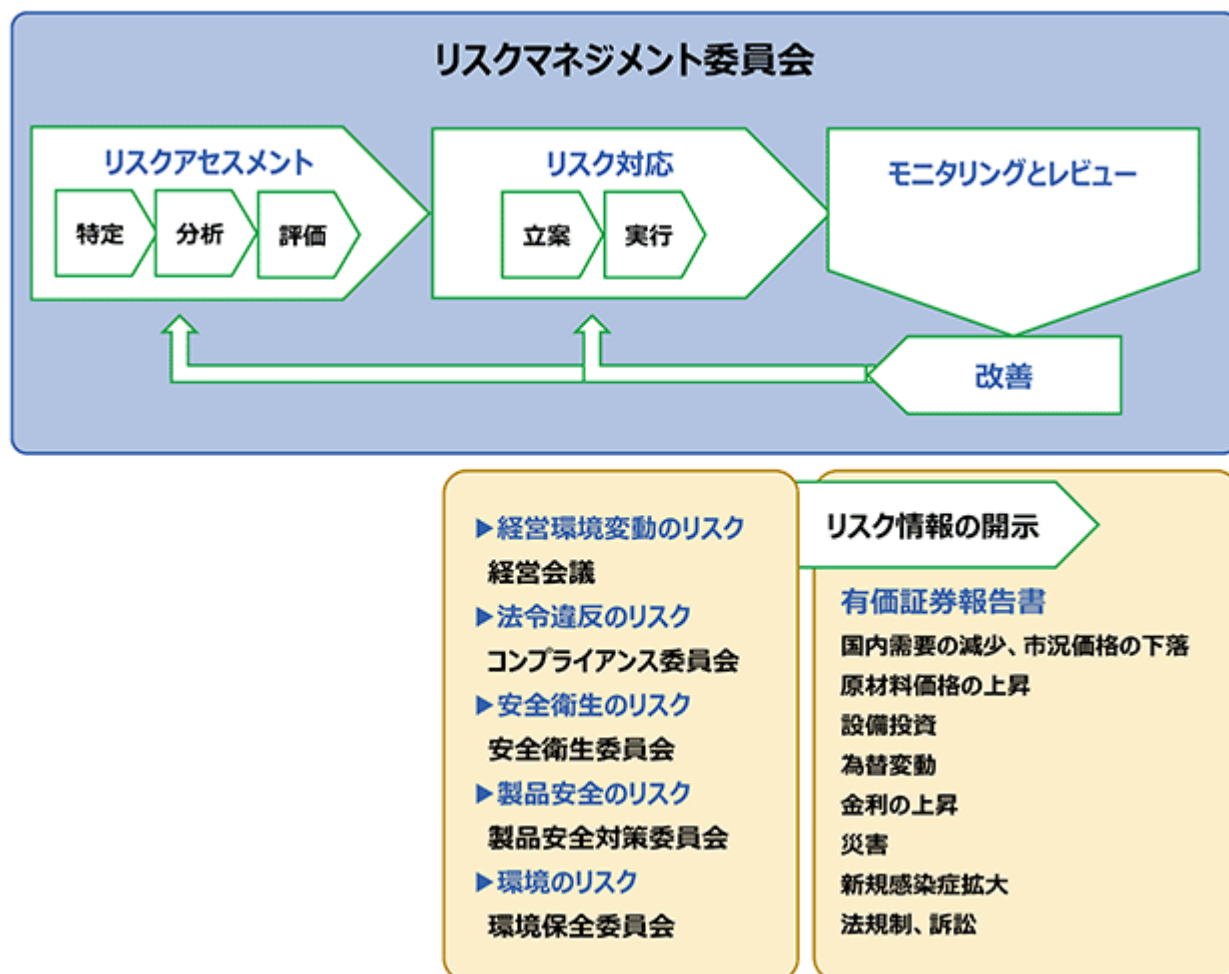 リスクマネジメント委員会
リスクアセスメント
特定
分析
評価
リスク対応
立案
実行
モニタリングとレビュー
改善
▶経営環境変動のリスク
経営会議
▶法令違反のリスク
コンプライアンス委員会
▶安全衛生のリスク
安全衛生委員会
▶製品安全のリスク
製品安全対策委員会
▶環境のリスク
環境保全委員会
リスク情報の開示
有価証券報告書
国内需要の減少、市況価格の下落
原材料価格の上昇
設備投資
為替変動
金利の上昇
災害
新規感染症拡大
法規制、訴訟